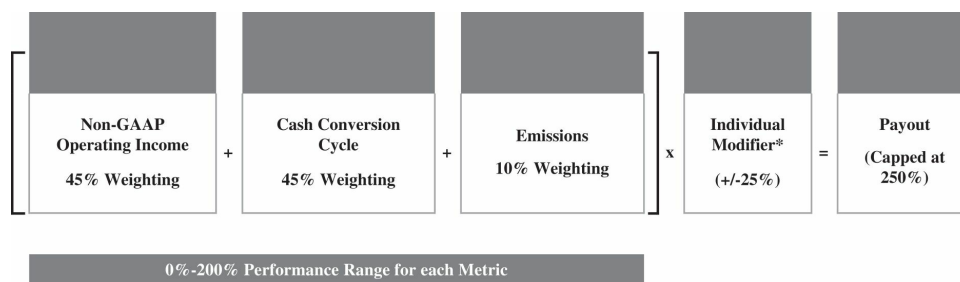 Non-GAAP
Operating Income
45% Weighting
+
Cash Conversion
Cycle
45% Weighting
+
Emissions
10% Weighting
x
Individual
Modifier*
(+/-25%)
=
Payout
(Capped at
250%)
0%-200% Performance Range for each Metric